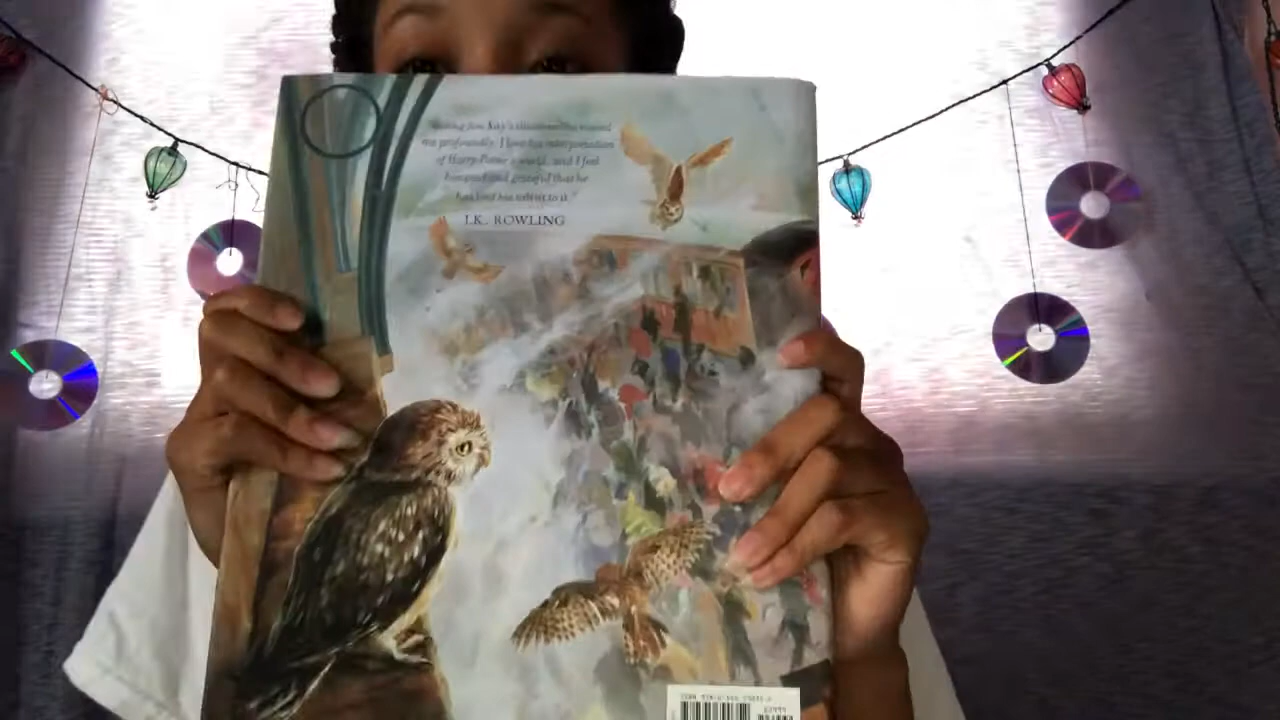 "Seeing Jim Kay's illustrations moved
me profoundly. I love his interpretation
of Harry Potter's world, and I feel
honoured and grateful that he
has lent his talent to it."
J.K. ROWLING
ISBN